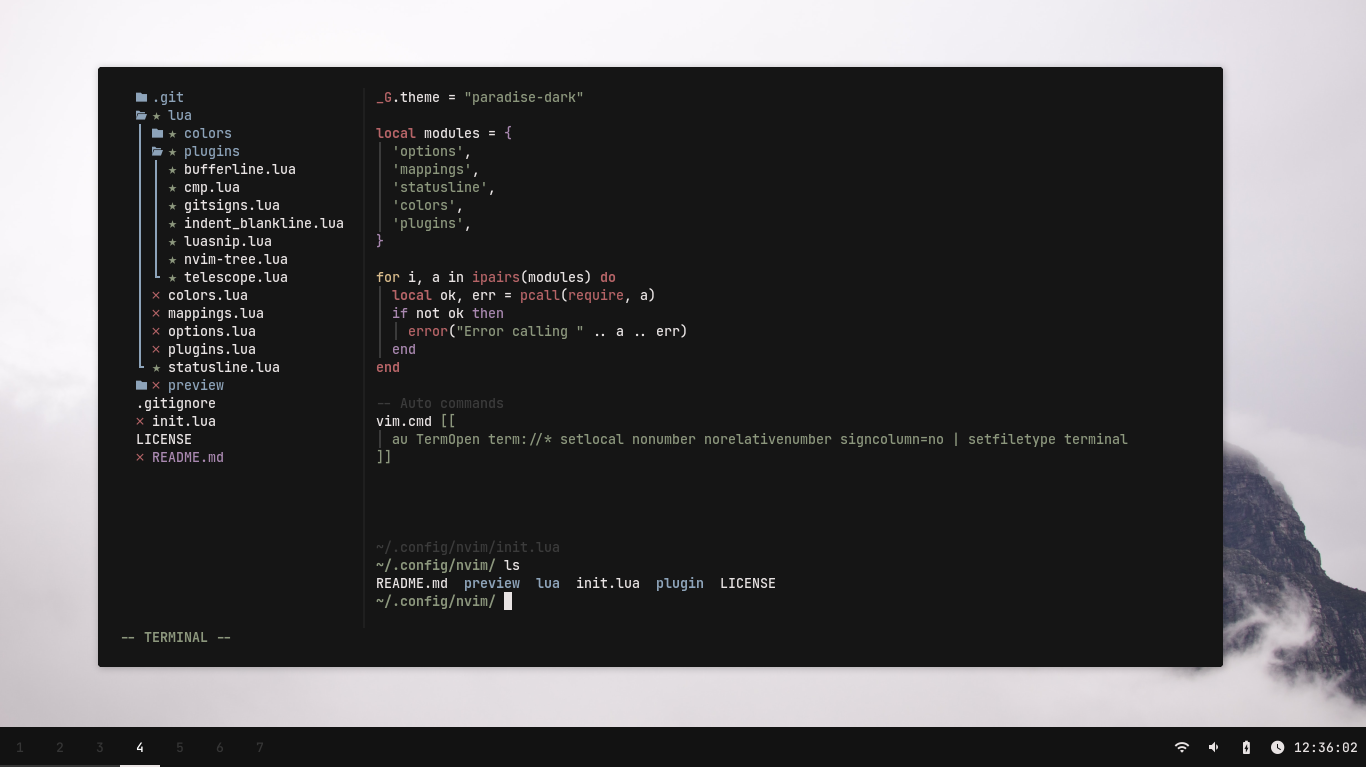 .git
★ lua
★ colors
★ plugins
★ bufferline.lua
★ cmp.lua
★ gitsigns.lua
★ indent_blankline.lua
★ luasnip.lua
★ nvim-tree.lua
★ telescope.lua
✕ colors.lua
✕ mappings.lua
✕ options.lua
✕ plugins.lua
★ statusline.lua
✕ preview
.gitignore
✕ init.lua
LICENSE
✕ README.md
_G.theme = "paradise-dark"
local modules = {
'options',
'mappings',
'statusline',
'colors',
'plugins',
}
for i, a in ipairs(modules) do
local ok, err = pcall(require, a)
if not ok then
error("Error calling " .. a .. err)
end
end
-- Auto commands
vim.cmd [[
au TermOpen term://* setlocal nonumber norelativenumber signcolumn=no | setfiletype terminal
]]
~/.config/nvim/init.lua
~/.config/nvim/ ls
README.md preview lua init.lua plugin LICENSE
~/.config/nvim/
-- TERMINAL --
1 2 3 4 5 6 7
12:36:02